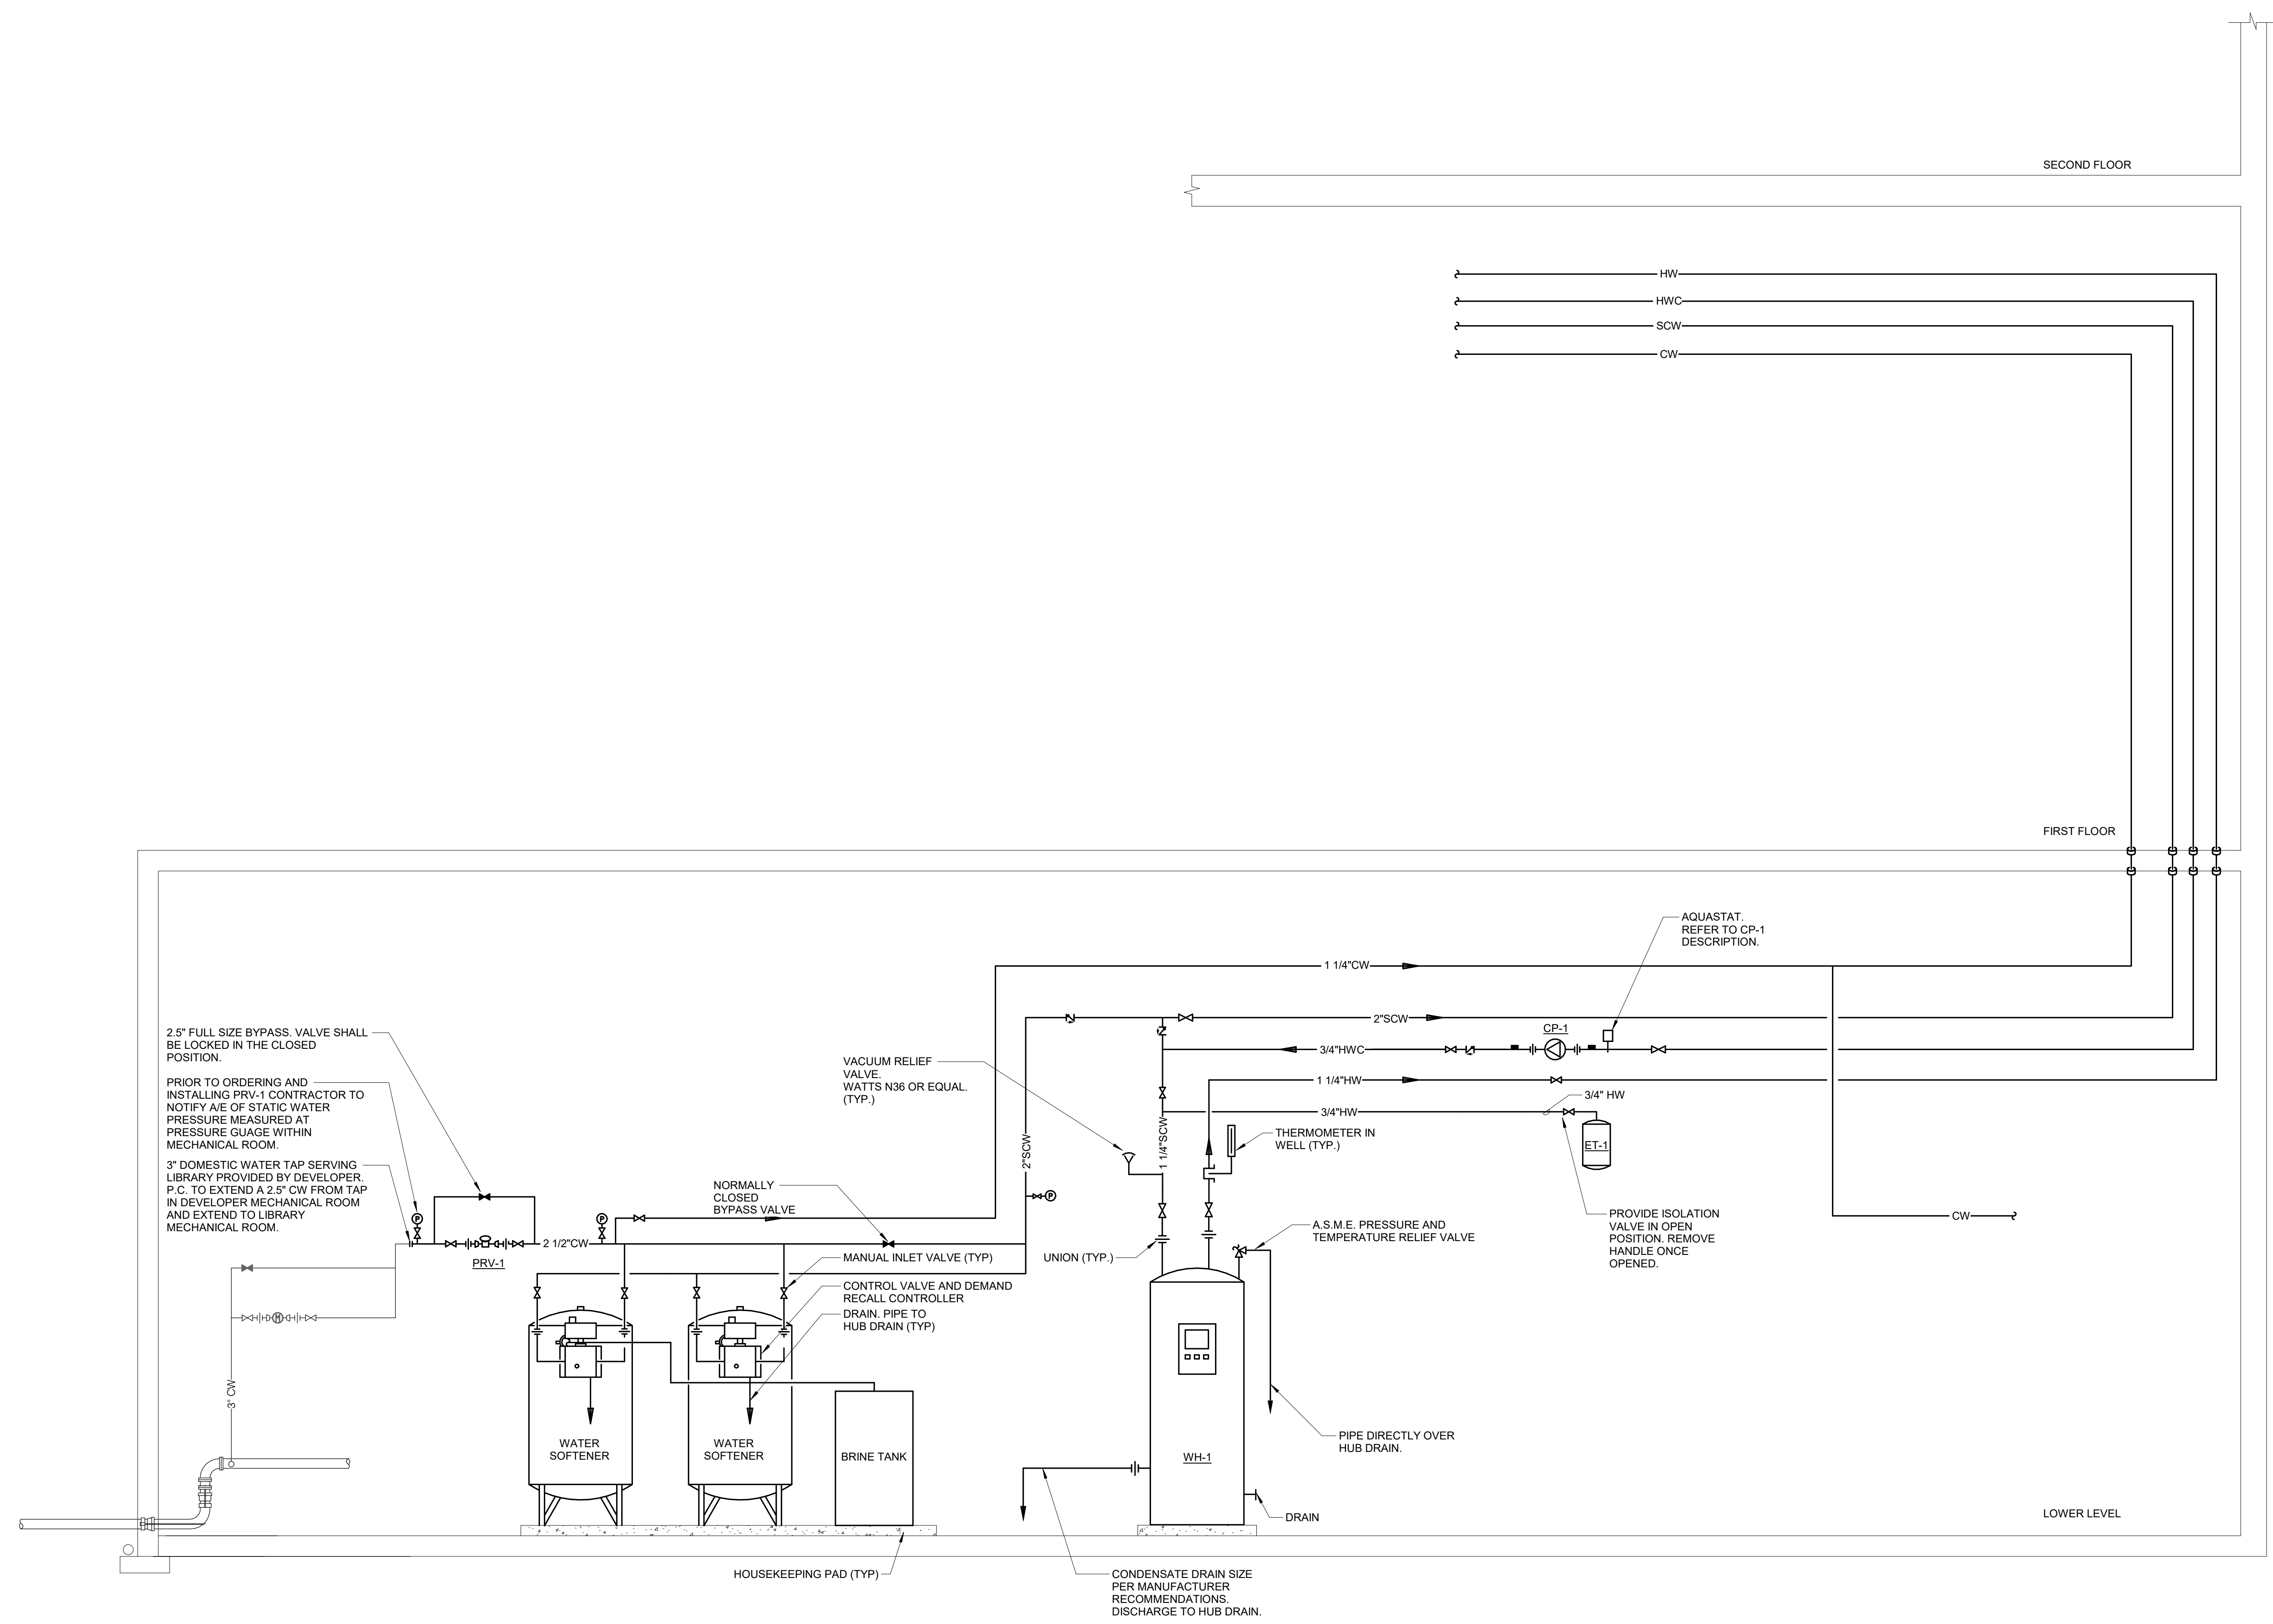 SECOND FLOOR
HW
HWC
SCW
CW
FIRST FLOOR
AQUASTAT.
REFER TO CP-1
DESCRIPTION.
1 1/4"CW
2"SCW
CP-1
3/4"HWC
1 1/4"HW
3/4" HW
3/4"HW
ET-1
2.5" FULL SIZE BYPASS. VALVE SHALL
BE LOCKED IN THE CLOSED
POSITION.
PRIOR TO ORDERING AND
INSTALLING PRV-1 CONTRACTOR TO
NOTIFY A/E OF STATIC WATER
PRESSURE MEASURED AT
PRESSURE GUAGE WITHIN
MECHANICAL ROOM.
3" DOMESTIC WATER TAP SERVING
LIBRARY PROVIDED BY DEVELOPER.
P.C. TO EXTEND A 2.5" CW FROM TAP
IN DEVELOPER MECHANICAL ROOM
AND EXTEND TO LIBRARY
MECHANICAL ROOM.
VACUUM RELIEF
VALVE.
WATTS N36 OR EQUAL.
(TYP.)
2"SCW
1 1/4"SCW
THERMOMETER IN
WELL (TYP.)
NORMALLY
CLOSED
BYPASS VALVE
P
P
P
2 1/2"CW
PRV-1
A.S.M.E. PRESSURE AND
TEMPERATURE RELIEF VALVE
PROVIDE ISOLATION
VALVE IN OPEN
POSITION. REMOVE
HANDLE ONCE
OPENED.
CW
UNION (TYP.)
MANUAL INLET VALVE (TYP)
CONTROL VALVE AND DEMAND
RECALL CONTROLLER
DRAIN. PIPE TO
HUB DRAIN (TYP)
M
3" CW
WATER
SOFTENER
WATER
SOFTENER
BRINE TANK
WH-1
PIPE DIRECTLY OVER
HUB DRAIN.
DRAIN
LOWER LEVEL
HOUSEKEEPING PAD (TYP)
CONDENSATE DRAIN SIZE
PER MANUFACTURER
RECOMMENDATIONS.
DISCHARGE TO HUB DRAIN.